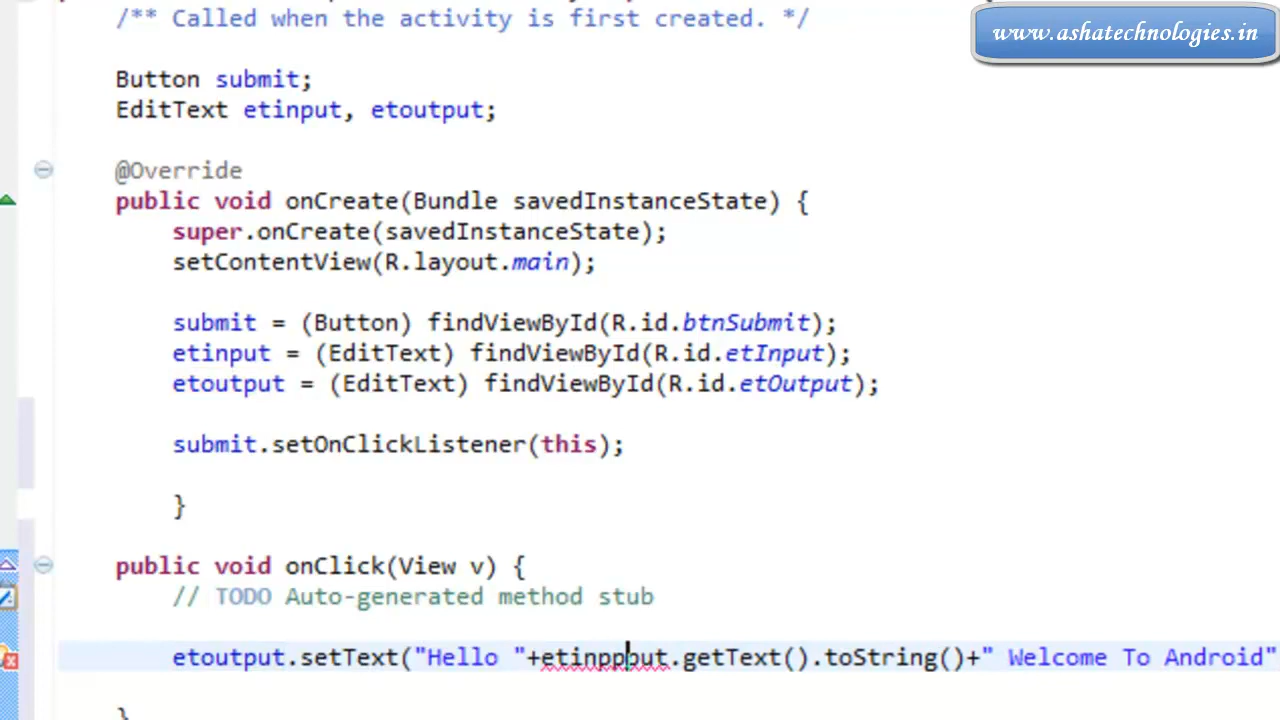 /** Called when the activity is first created. */
www.ashatechnologies.in
Button submit;
EditText etinput, etoutput;
@Override
public void onCreate(Bundle savedInstanceState) {
super.onCreate(savedInstanceState);
setContentView(R.layout.main);
submit = (Button) findViewById(R.id.btnSubmit);
etinput = (EditText) findViewById(R.id.etInput);
etoutput = (EditText) findViewById(R.id.etOutput);
submit.setOnClickListener(this);
}
public void onClick(View v) {
// TODO Auto-generated method stub
etoutput.setText("Hello "+etinppput.getText().toString()+" Welcome To Android"
}